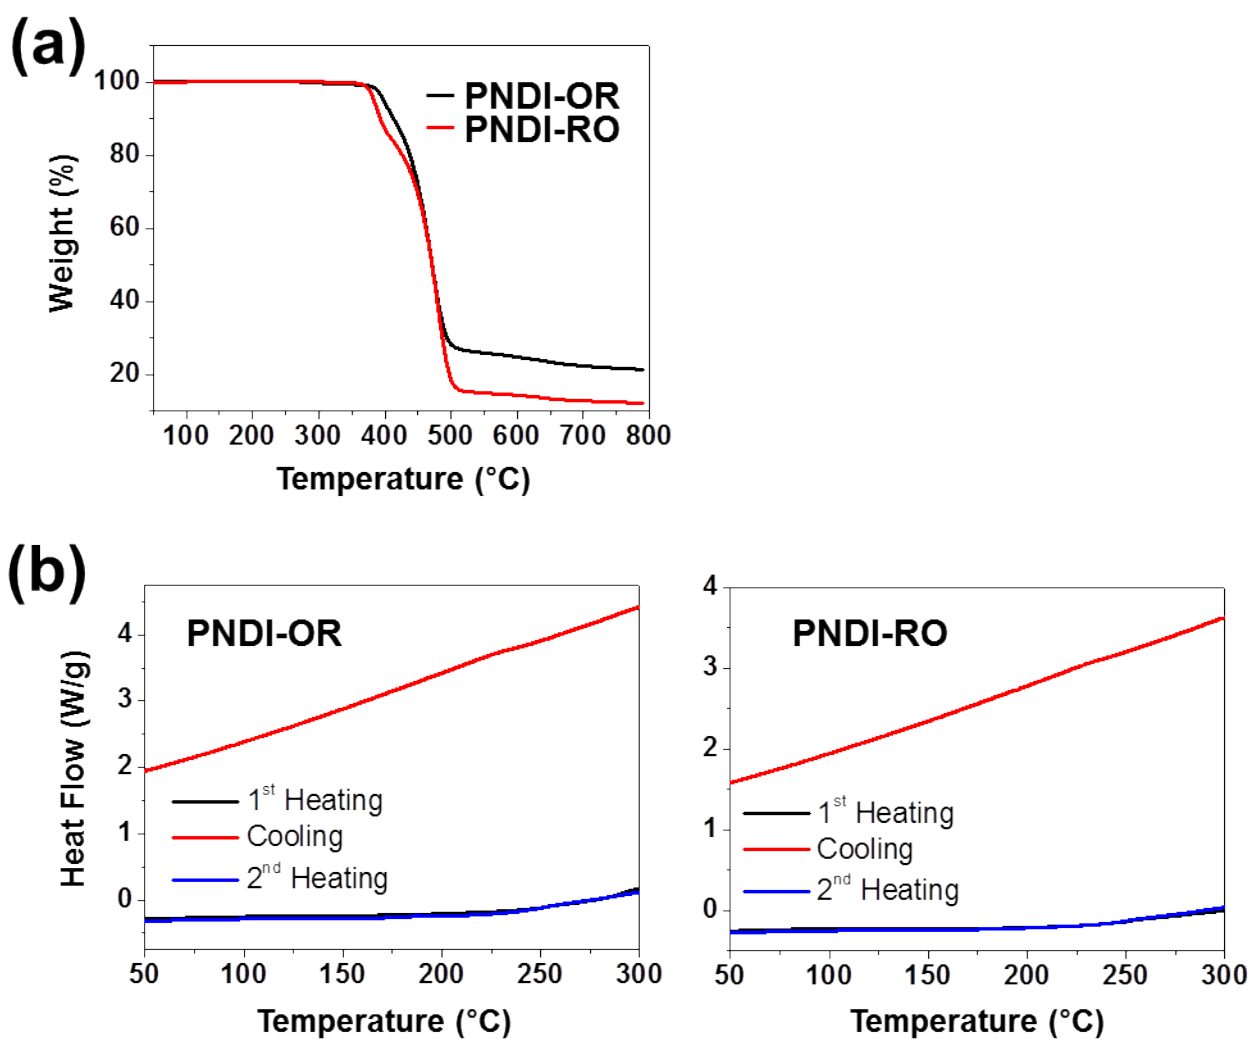 (a)
PNDI-OR
PNDI-RO
100
80
60
40
20
Weight (%)
100 200 300 400 500 600 700 800
Temperature (°C)
(b)
PNDI-OR
4
3
2
1
0
Heat Flow (W/g)
1st Heating
Cooling
2nd Heating
50 100 150 200 250 300
Temperature (°C)
PNDI-RO
4
3
2
1
0
1st Heating
Cooling
2nd Heating
50 100 150 200 250 300
Temperature (°C)